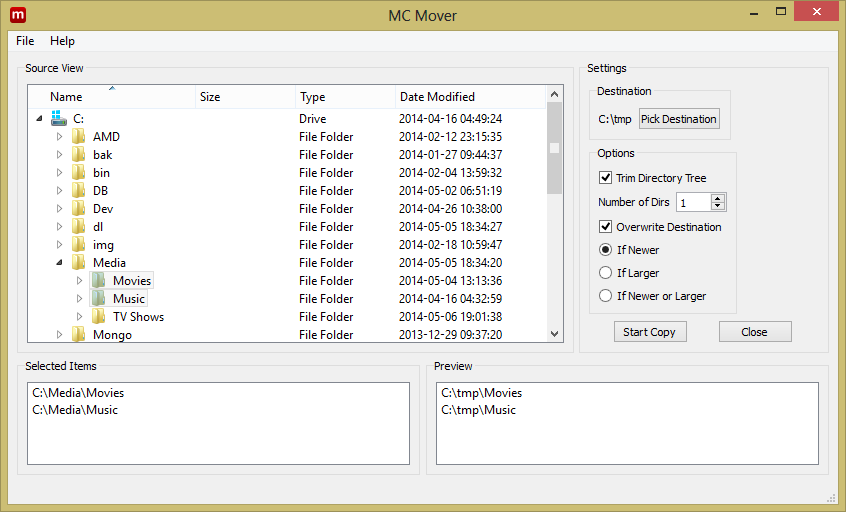 m MC Mover
File Help
Source View
Name Size Type Date Modified
C: Drive 2014-04-16 04:49:24
AMD File Folder 2014-02-12 23:15:35
bak File Folder 2014-01-27 09:44:37
bin File Folder 2014-02-04 13:59:32
DB File Folder 2014-05-02 06:51:19
Dev File Folder 2014-04-26 10:38:00
dl File Folder 2014-05-05 18:34:27
img File Folder 2014-02-18 10:59:47
Media File Folder 2014-05-05 18:34:20
Movies File Folder 2014-05-04 13:13:36
Music File Folder 2014-04-16 04:32:59
TV Shows File Folder 2014-05-06 19:01:38
Mongo File Folder 2013-12-29 09:37:20
Settings
Destination
C:\tmp Pick Destination
Options
Trim Directory Tree
Number of Dirs 1
Overwrite Destination
If Newer
If Larger
If Newer or Larger
Start Copy Close
Selected Items
C:\Media\Movies
C:\Media\Music
Preview
C:\tmp\Movies
C:\tmp\Music